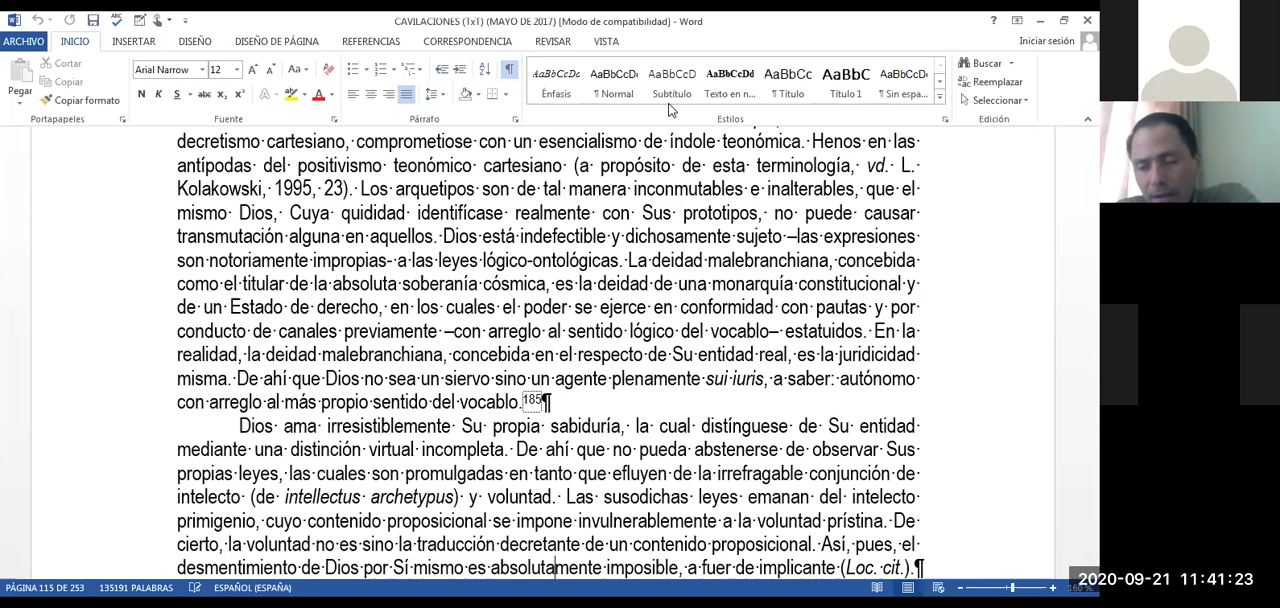 CAVILACIONES (TxT) (MAYO DE 2017) [Modo de compatibilidad] - Word
ARCHIVO INICIO INSERTAR DISEÑO DISEÑO DE PÁGINA REFERENCIAS CORRESPONDENCIA REVISAR VISTA Iniciar sesión
Pegar
Cortar
Copiar
Copiar formato
Portapapeles
Arial Narrow 12
N K S abc x₂ x²
Fuente
Párrafo
AaBbCcDc AaBbCcDc AaBbCcD AaBbCcDd AaBbCc AaBbC AaBbCcDc
Énfasis ¶ Normal Subtítulo Texto en n... ¶ Título Título 1 ¶ Sin espa...
Estilos
Buscar
Reemplazar
Seleccionar
Edición
decretismo cartesiano, comprometiose con un esencialismo de índole teonómica. Henos en las
antípodas del positivismo teonómico cartesiano (a propósito de esta terminología, vd. L.
Kolakowski, 1995, 23). Los arquetipos son de tal manera inconmutables e inalterables, que el
mismo Dios, Cuya quididad identifícase realmente con Sus prototipos, no puede causar
transmutación alguna en aquellos. Dios está indefectible y dichosamente sujeto –las expresiones
son notoriamente impropias- a las leyes lógico-ontológicas. La deidad malebranchiana, concebida
como el titular de la absoluta soberanía cósmica, es la deidad de una monarquía constitucional y
de un Estado de derecho, en los cuales el poder se ejerce en conformidad con pautas y por
conducto de canales previamente –con arreglo al sentido lógico del vocablo– estatuidos. En la
realidad, la deidad malebranchiana, concebida en el respecto de Su entidad real, es la juridicidad
misma. De ahí que Dios no sea un siervo sino un agente plenamente sui iuris, a saber: autónomo
con arreglo al más propio sentido del vocablo.185¶
Dios ama irresistiblemente Su propia sabiduría, la cual distínguese de Su entidad
mediante una distinción virtual incompleta. De ahí que no pueda abstenerse de observar Sus
propias leyes, las cuales son promulgadas en tanto que efluyen de la irrefragable conjunción de
intelecto (de intellectus archetypus) y voluntad. Las susodichas leyes emanan del intelecto
primigenio, cuyo contenido proposicional se impone invulnerablemente a la voluntad prístina. De
cierto, la voluntad no es sino la traducción decretante de un contenido proposicional. Así, pues, el
desmentimiento de Dios por Sí mismo es absolutamente imposible, a fuer de implicante (Loc. cit.).¶
PÁGINA 115 DE 253 135191 PALABRAS ESPAÑOL (ESPAÑA) 160 %
2020-09-21 11:41:23